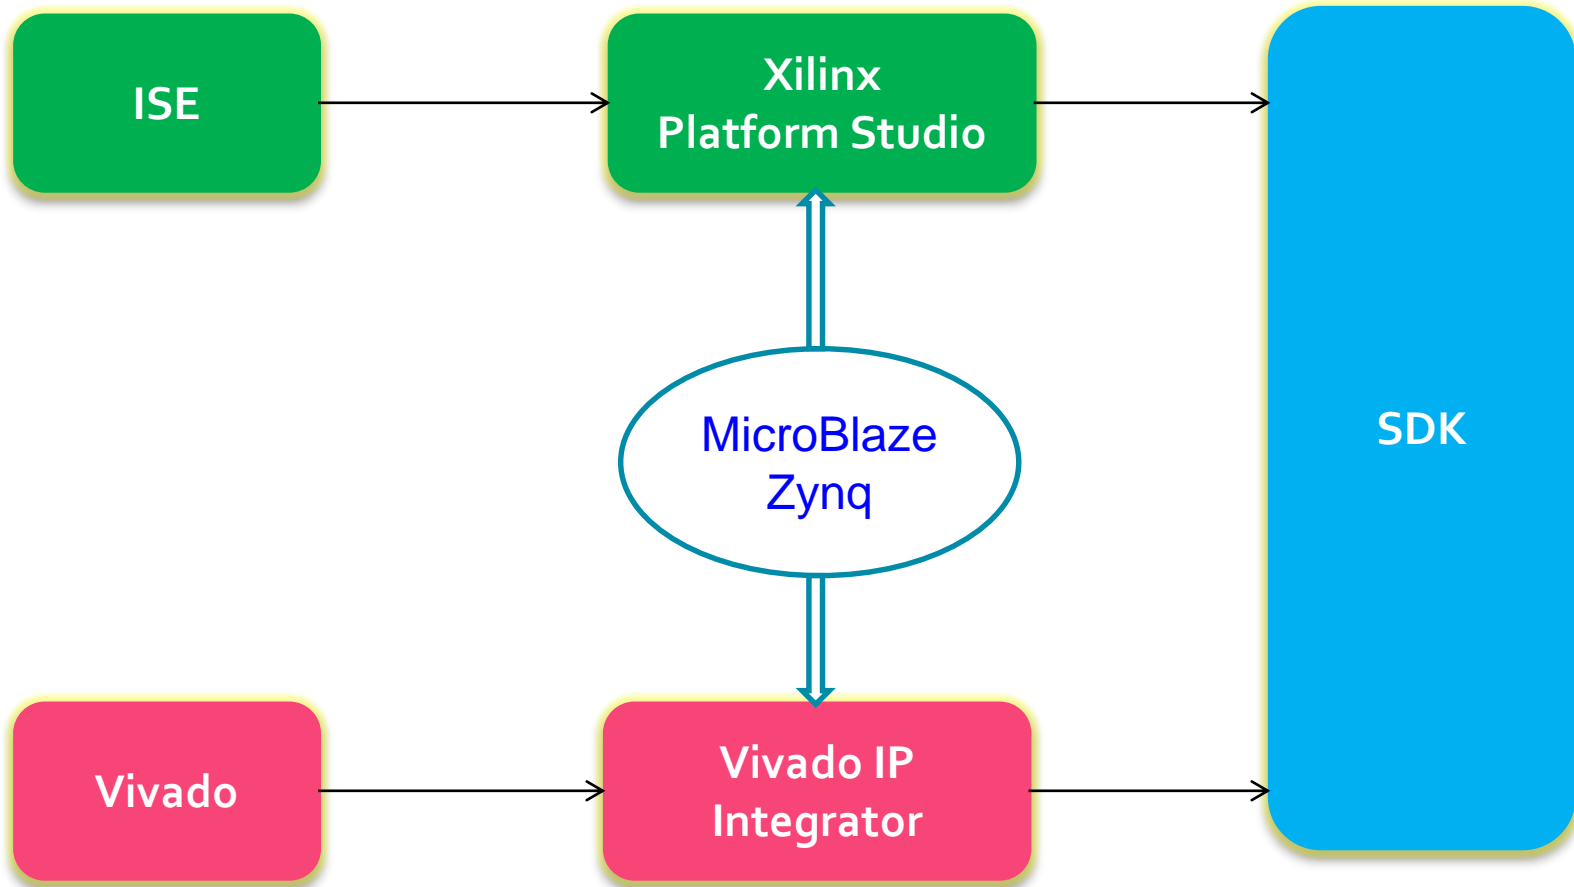 ISE
Xilinx
Platform Studio
SDK
MicroBlaze
Zynq
Vivado
Vivado IP
Integrator